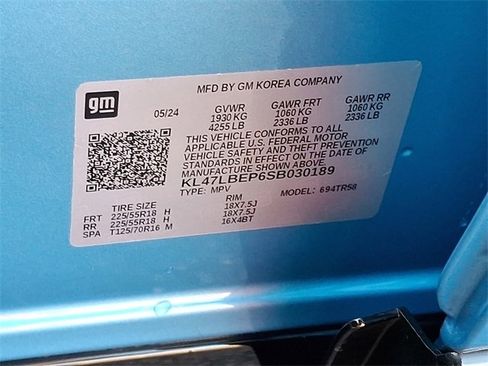 gm
MFD BY GM KOREA COMPANY
05/24 GVWR GAWR FRT GAWR RR
1930 KG 1060 KG 1060 KG
4255 LB 2336 LB 2336 LB
THIS VEHICLE CONFORMS TO ALL
APPLICABLE U.S. FEDERAL MOTOR
VEHICLE SAFETY AND THEFT PREVENTION
STANDARDS IN EFFECT ON THE DATE OF
MANUFACTURE SHOWN ABOVE.
KL47LBEP6SB030189
TYPE: MPV MODEL: 694TR58
TIRE SIZE RIM
FRT 225/55R18 H 18X7.5J
RR 225/55R18 H 18X7.5J
SPA T125/70R16 M 16X4BT